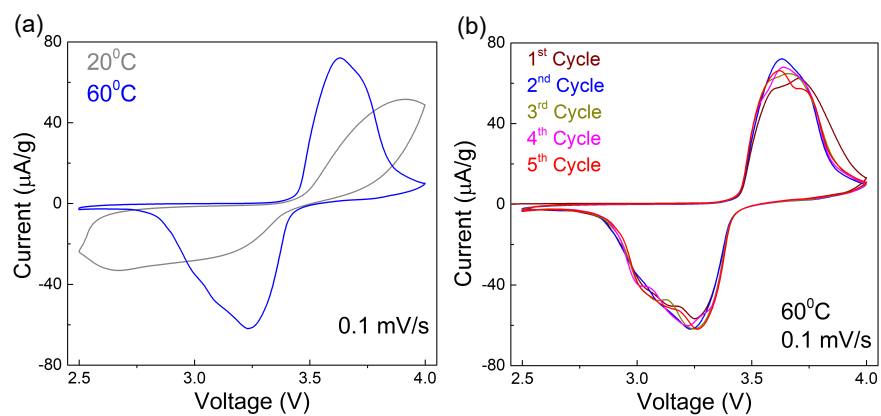 (a)
20⁰C
60⁰C
0.1 mV/s
Current (µA/g)
80
40
0
-40
-80
2.5 3.0 3.5 4.0
Voltage (V)
(b)
1ˢᵗ Cycle
2ⁿᵈ Cycle
3ʳᵈ Cycle
4ᵗʰ Cycle
5ᵗʰ Cycle
60⁰C
0.1 mV/s
Current (µA/g)
80
40
0
-40
-80
2.5 3.0 3.5 4.0
Voltage (V)